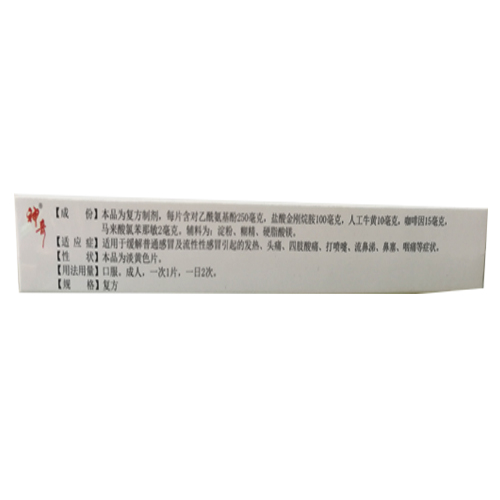 神奇®
【成 份】本品为复方制剂，每片含对乙酰氨基酚250毫克，盐酸金刚烷胺100毫克，人工牛黄10毫克，咖啡因15毫克，
马来酸氯苯那敏2毫克，辅料为：淀粉、糊精、硬脂酸镁。
【适 应 症】适用于缓解普通感冒及流行性感冒引起的发热、头痛、四肢酸痛、打喷嚏、流鼻涕、鼻塞、咽痛等症状。
【性 状】本品为淡黄色片。
【用法用量】口服，成人，一次1片，一日2次。
【规 格】复方